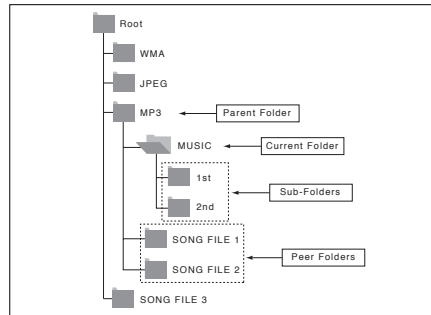 Root
WMA
JPEG
MP3
Parent Folder
MUSIC
Current Folder
1st
Sub-Folders
2nd
SONG FILE 1
Peer Folders
SONG FILE 2
SONG FILE 3